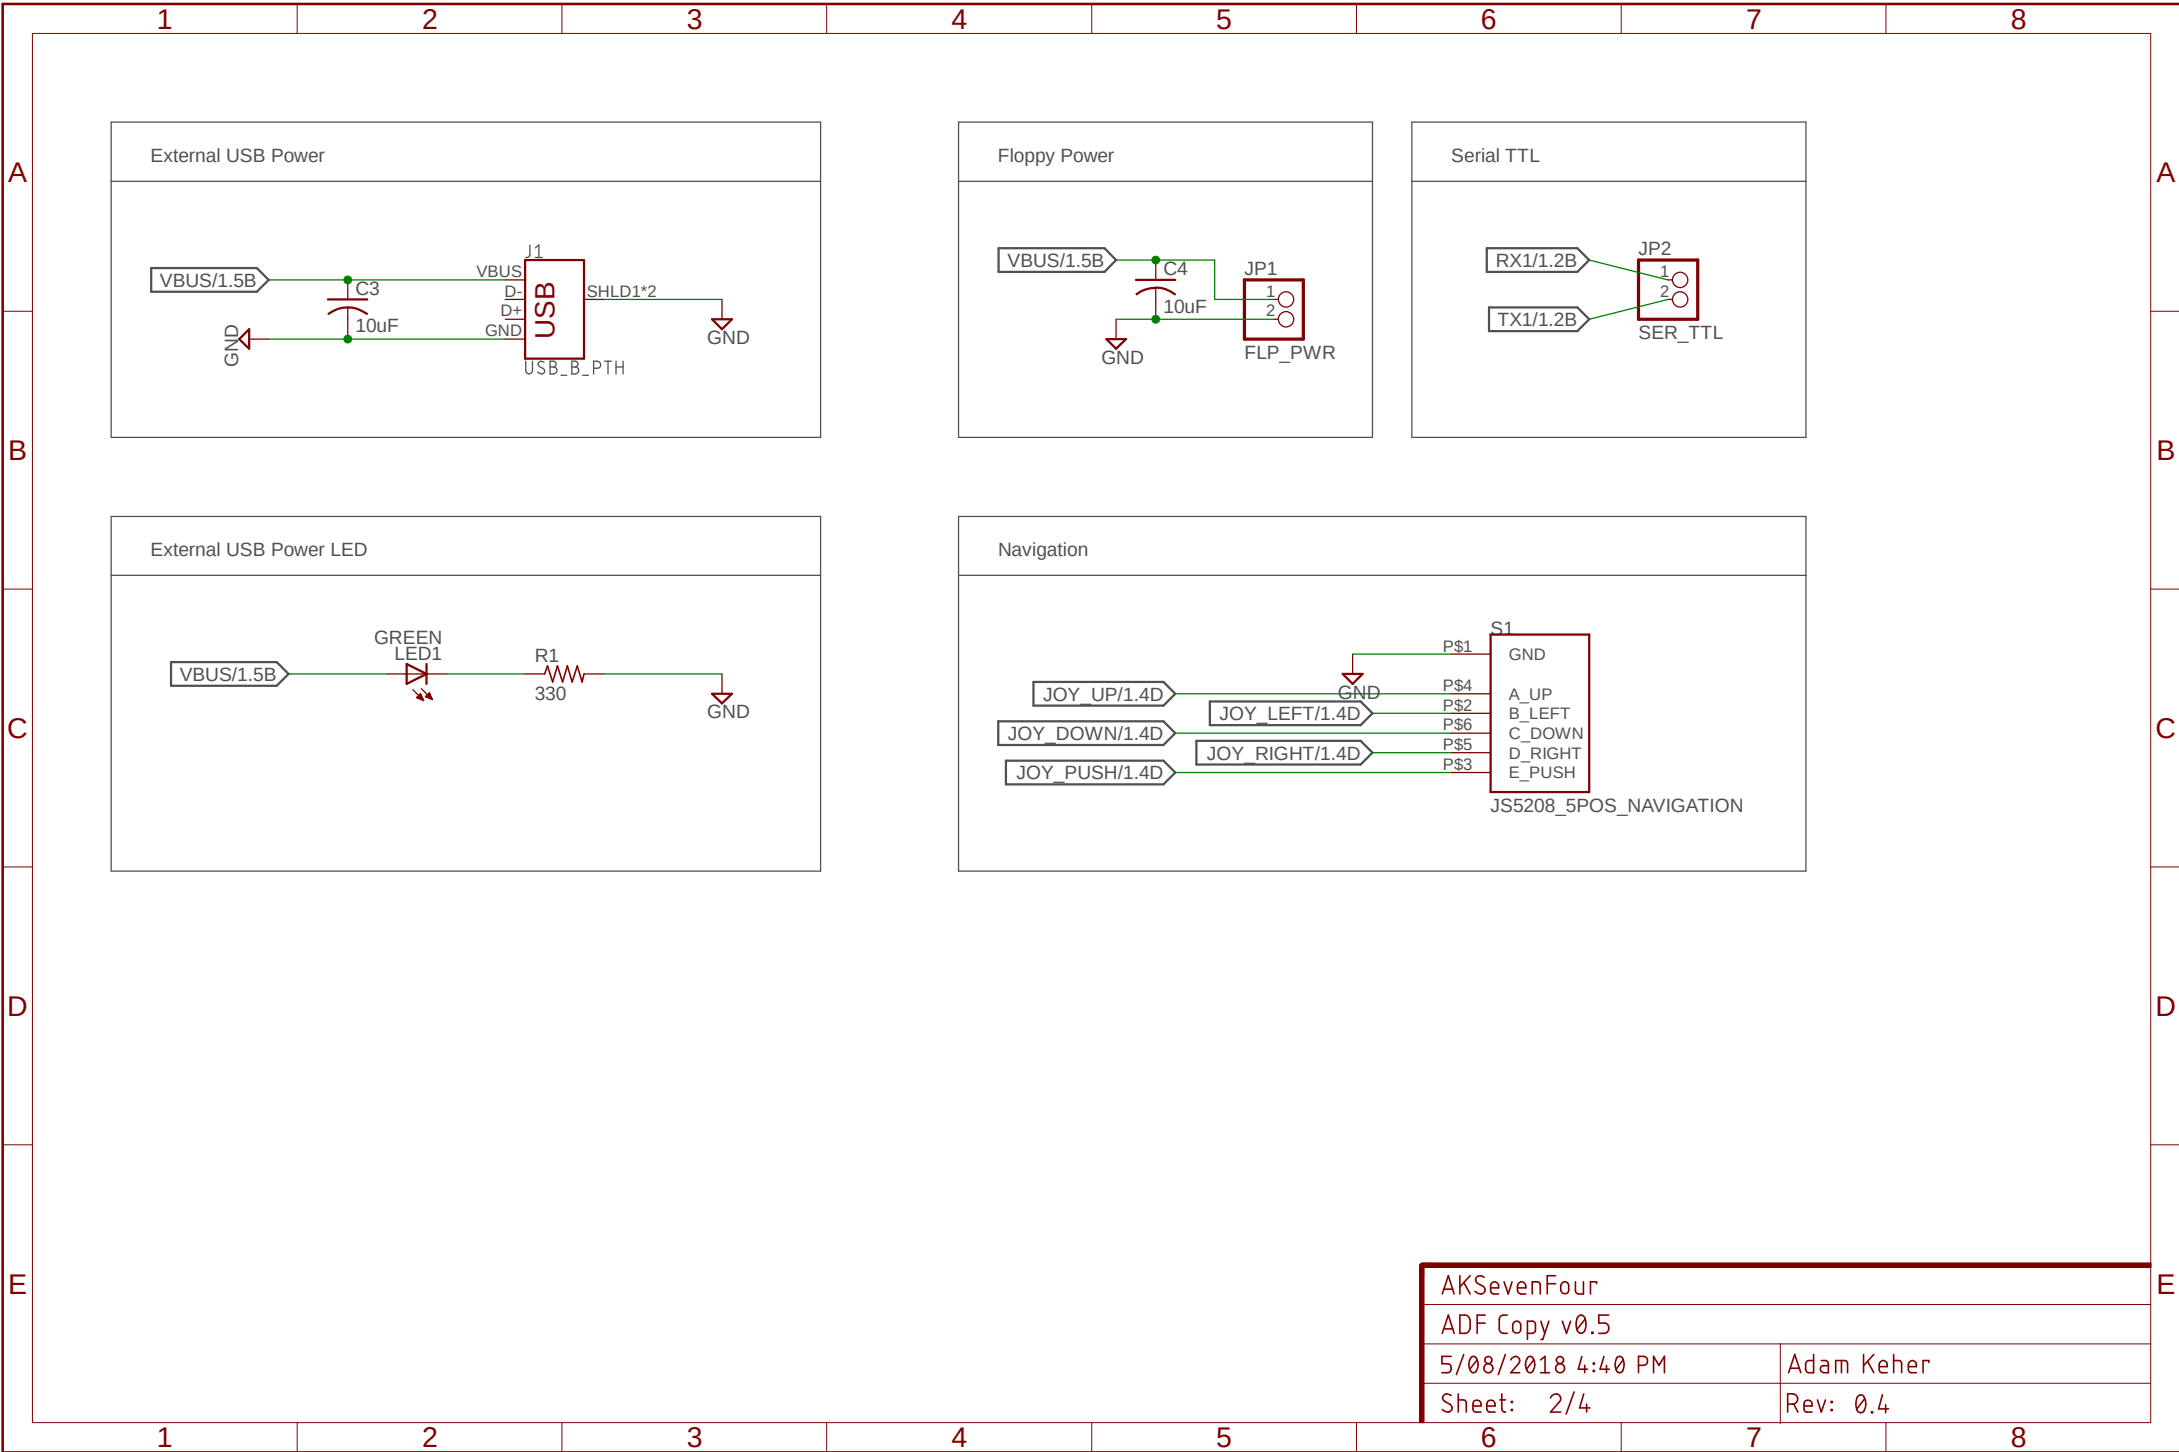 1 2 3 4 5 6 7 8
A A
B B
C C
D D
E E
External USB Power
VBUS/1.5B
C3
10uF
GND
J1
VBUS
D-
D+
GND
USB
SHLD1*2
USB_B_PTH
GND
Floppy Power
VBUS/1.5B
C4
10uF
GND
JP1
1
2
FLP_PWR
Serial TTL
RX1/1.2B
TX1/1.2B
JP2
1
2
SER_TTL
External USB Power LED
VBUS/1.5B
GREEN
LED1
R1
330
GND
Navigation
S1
P$1 GND
GND
JOY_UP/1.4D P$4 A_UP
JOY_LEFT/1.4D P$2 B_LEFT
JOY_DOWN/1.4D P$6 C_DOWN
JOY_RIGHT/1.4D P$5 D_RIGHT
JOY_PUSH/1.4D P$3 E_PUSH
JS5208_5POS_NAVIGATION
AKSevenFour
ADF Copy v0.5
5/08/2018 4:40 PM Adam Keher
Sheet: 2/4 Rev: 0.4
1 2 3 4 5 6 7 8